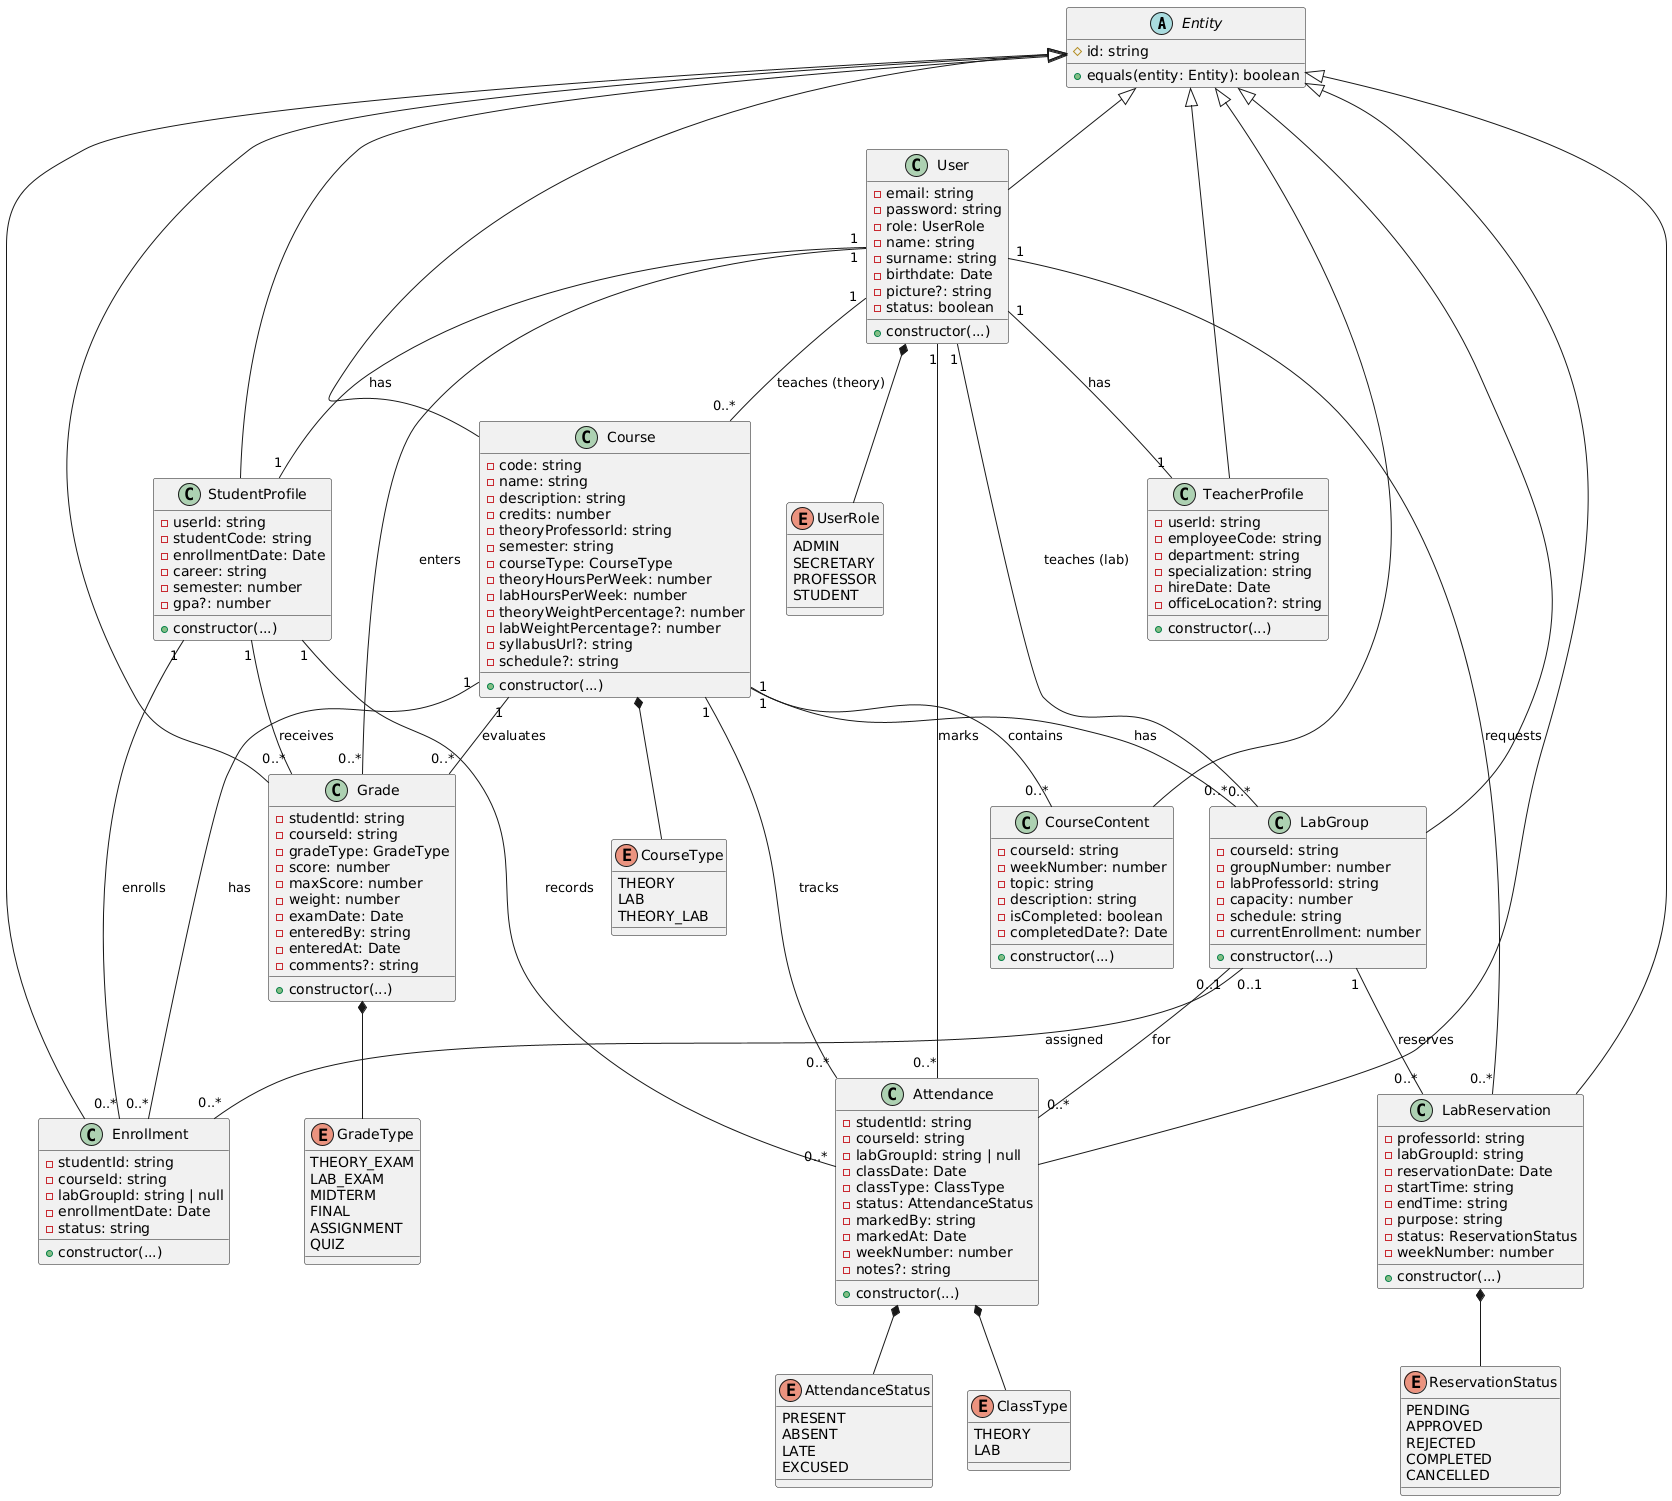 A Entity
id: string
equals(entity: Entity): boolean
C User
email: string
password: string
role: UserRole
name: string
surname: string
birthdate: Date
picture?: string
status: boolean
constructor(...)
1
1
1
1
1
1
1
has
teaches (theory)
has
0..*
C Course
code: string
name: string
description: string
credits: number
theoryProfessorId: string
semester: string
courseType: CourseType
theoryHoursPerWeek: number
labHoursPerWeek: number
theoryWeightPercentage?: number
labWeightPercentage?: number
syllabusUrl?: string
schedule?: string
constructor(...)
1
C StudentProfile
userId: string
studentCode: string
enrollmentDate: Date
career: string
semester: number
gpa?: number
constructor(...)
enters
E UserRole
ADMIN
SECRETARY
PROFESSOR
STUDENT
teaches (lab)
1
C TeacherProfile
userId: string
employeeCode: string
department: string
specialization: string
hireDate: Date
officeLocation?: string
constructor(...)
1
1
1
1
1
1
1
1
receives
evaluates
marks
contains
has
requests
0..*
0..*
0..*
0..*
0..*
0..*
C Grade
studentId: string
courseId: string
gradeType: GradeType
score: number
maxScore: number
weight: number
examDate: Date
enteredBy: string
enteredAt: Date
comments?: string
constructor(...)
E CourseType
THEORY
LAB
THEORY_LAB
C CourseContent
courseId: string
weekNumber: number
topic: string
description: string
isCompleted: boolean
completedDate?: Date
constructor(...)
C LabGroup
courseId: string
groupNumber: number
labProfessorId: string
capacity: number
schedule: string
currentEnrollment: number
constructor(...)
enrolls
has
records
tracks
0..1
0..1
1
assigned
for
reserves
0..*
0..*
0..*
0..*
0..*
0..*
0..*
0..*
0..*
C Enrollment
studentId: string
courseId: string
labGroupId: string | null
enrollmentDate: Date
status: string
constructor(...)
E GradeType
THEORY_EXAM
LAB_EXAM
MIDTERM
FINAL
ASSIGNMENT
QUIZ
C Attendance
studentId: string
courseId: string
labGroupId: string | null
classDate: Date
classType: ClassType
status: AttendanceStatus
markedBy: string
markedAt: Date
weekNumber: number
notes?: string
constructor(...)
C LabReservation
professorId: string
labGroupId: string
reservationDate: Date
startTime: string
endTime: string
purpose: string
status: ReservationStatus
weekNumber: number
constructor(...)
E AttendanceStatus
PRESENT
ABSENT
LATE
EXCUSED
E ClassType
THEORY
LAB
E ReservationStatus
PENDING
APPROVED
REJECTED
COMPLETED
CANCELLED